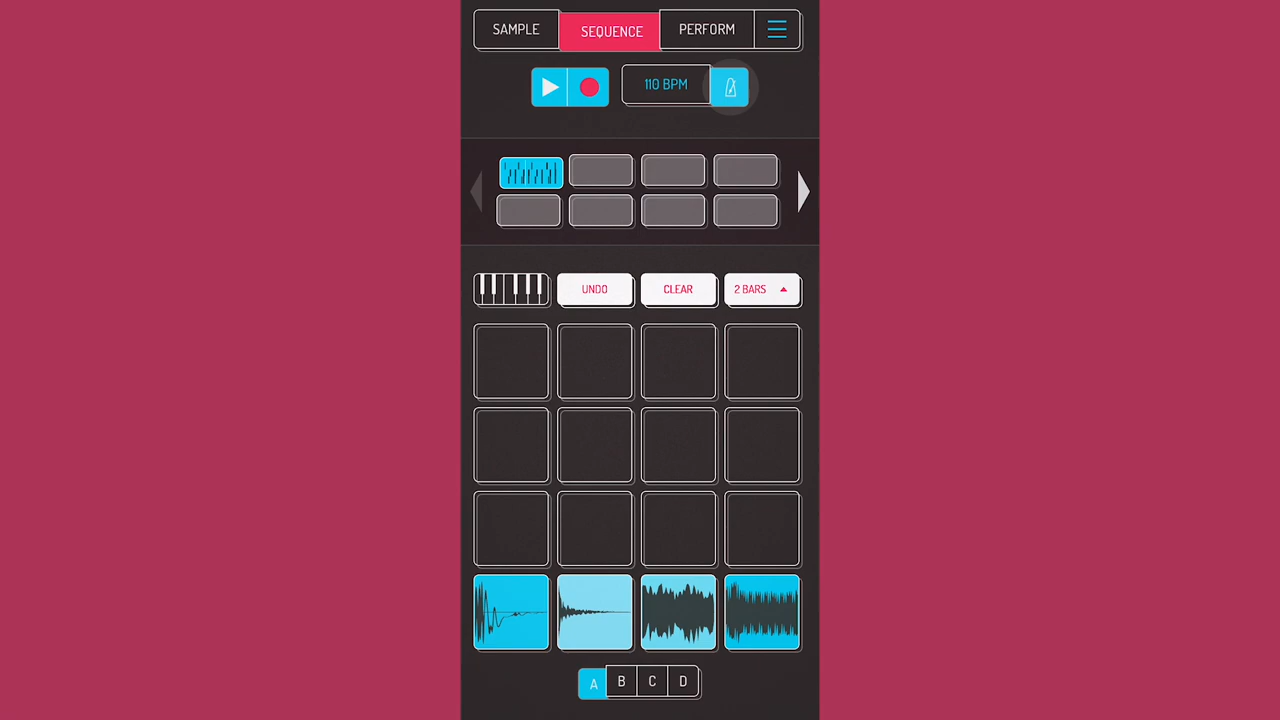 SAMPLE SEQUENCE PERFORM
110 BPM
UNDO CLEAR 2 BARS
A B C D